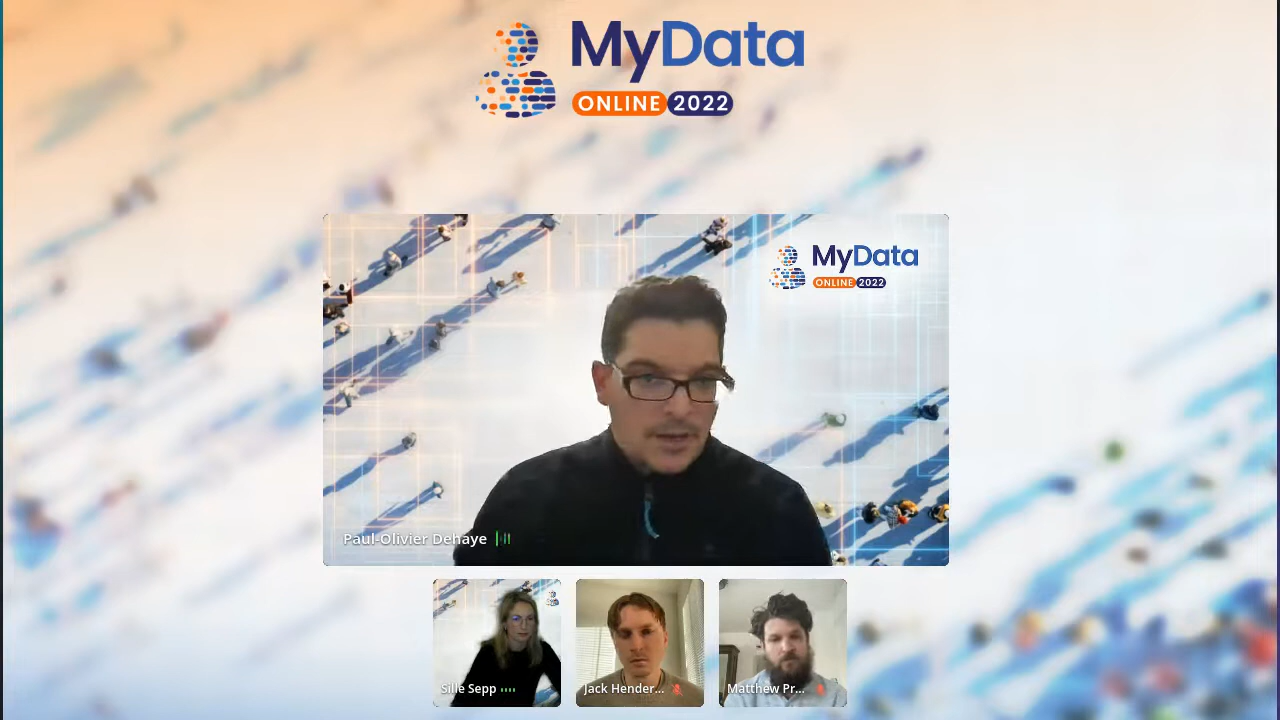 MyData
ONLINE 2022
MyData
ONLINE 2022
Paul-Olivier Dehaye
Sille Sepp
Jack Hender...
Matthew Pr...